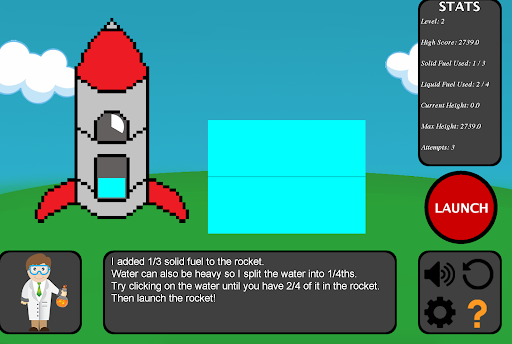 STATS
Level: 2
High Score: 2739.0
Solid Fuel Used: 1 / 3
Liquid Fuel Used: 2 / 4
Current Height: 0.0
Max Height: 2739.0
Attempts: 3
LAUNCH
I added 1/3 solid fuel to the rocket.
Water can also be heavy so I split the water into 1/4ths.
Try clicking on the water until you have 2/4 of it in the rocket.
Then launch the rocket!
?